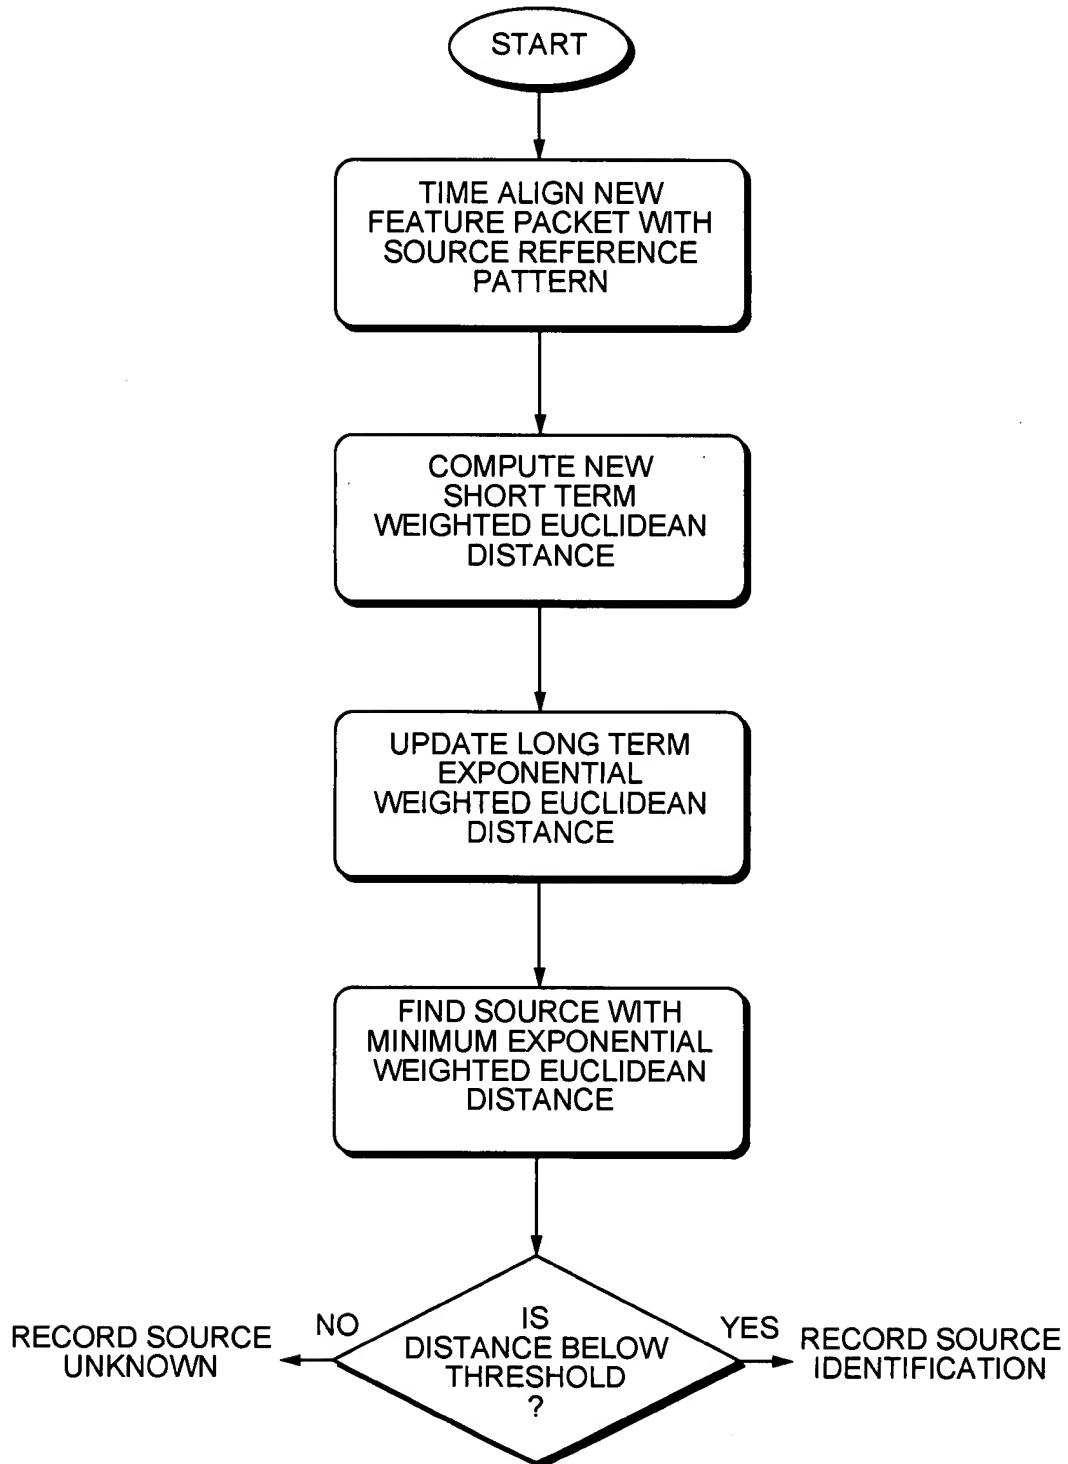 START
TIME ALIGN NEW
FEATURE PACKET WITH
SOURCE REFERENCE
PATTERN
COMPUTE NEW
SHORT TERM
WEIGHTED EUCLIDEAN
DISTANCE
UPDATE LONG TERM
EXPONENTIAL
WEIGHTED EUCLIDEAN
DISTANCE
FIND SOURCE WITH
MINIMUM EXPONENTIAL
WEIGHTED EUCLIDEAN
DISTANCE
IS
DISTANCE BELOW
THRESHOLD
?
NO
RECORD SOURCE
UNKNOWN
YES
RECORD SOURCE
IDENTIFICATION